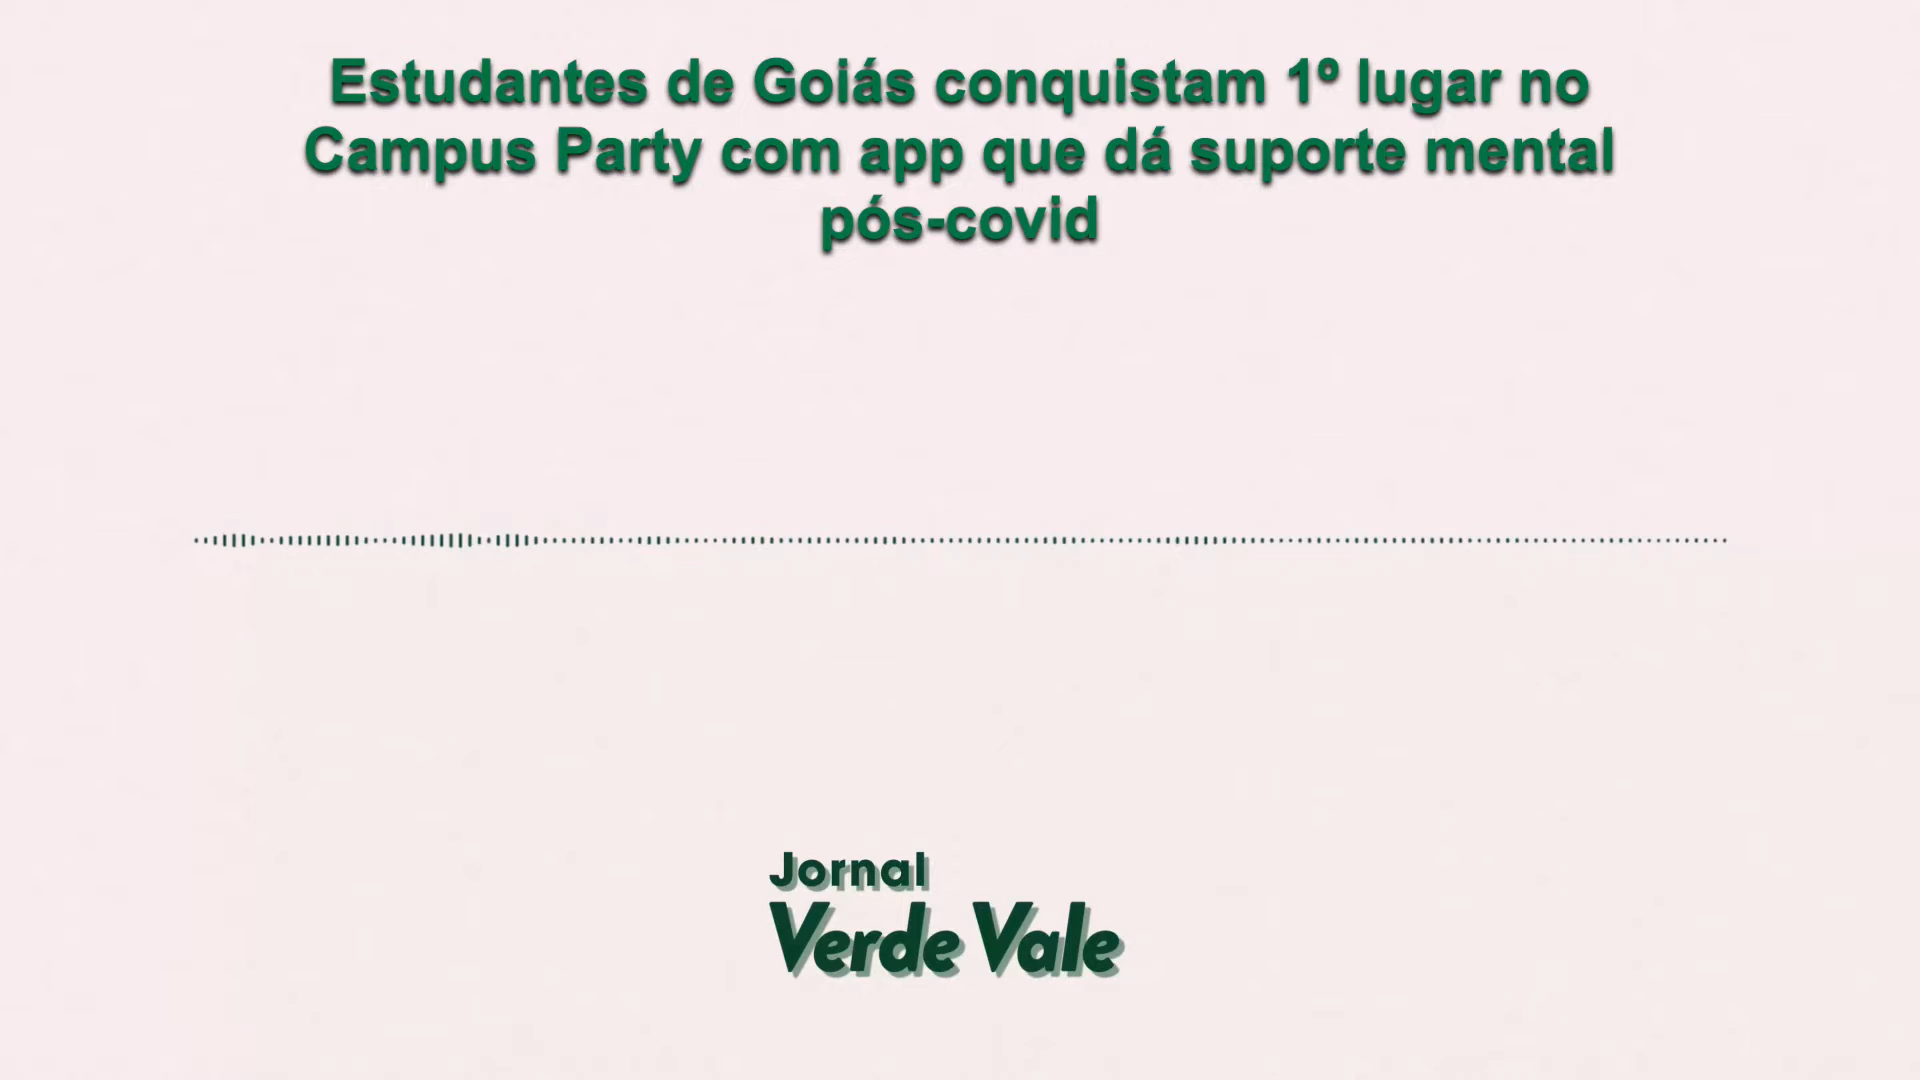 Estudantes de Goiás conquistam 1º lugar no
Campus Party com app que dá suporte mental
pós-covid
Jornal
Verde Vale